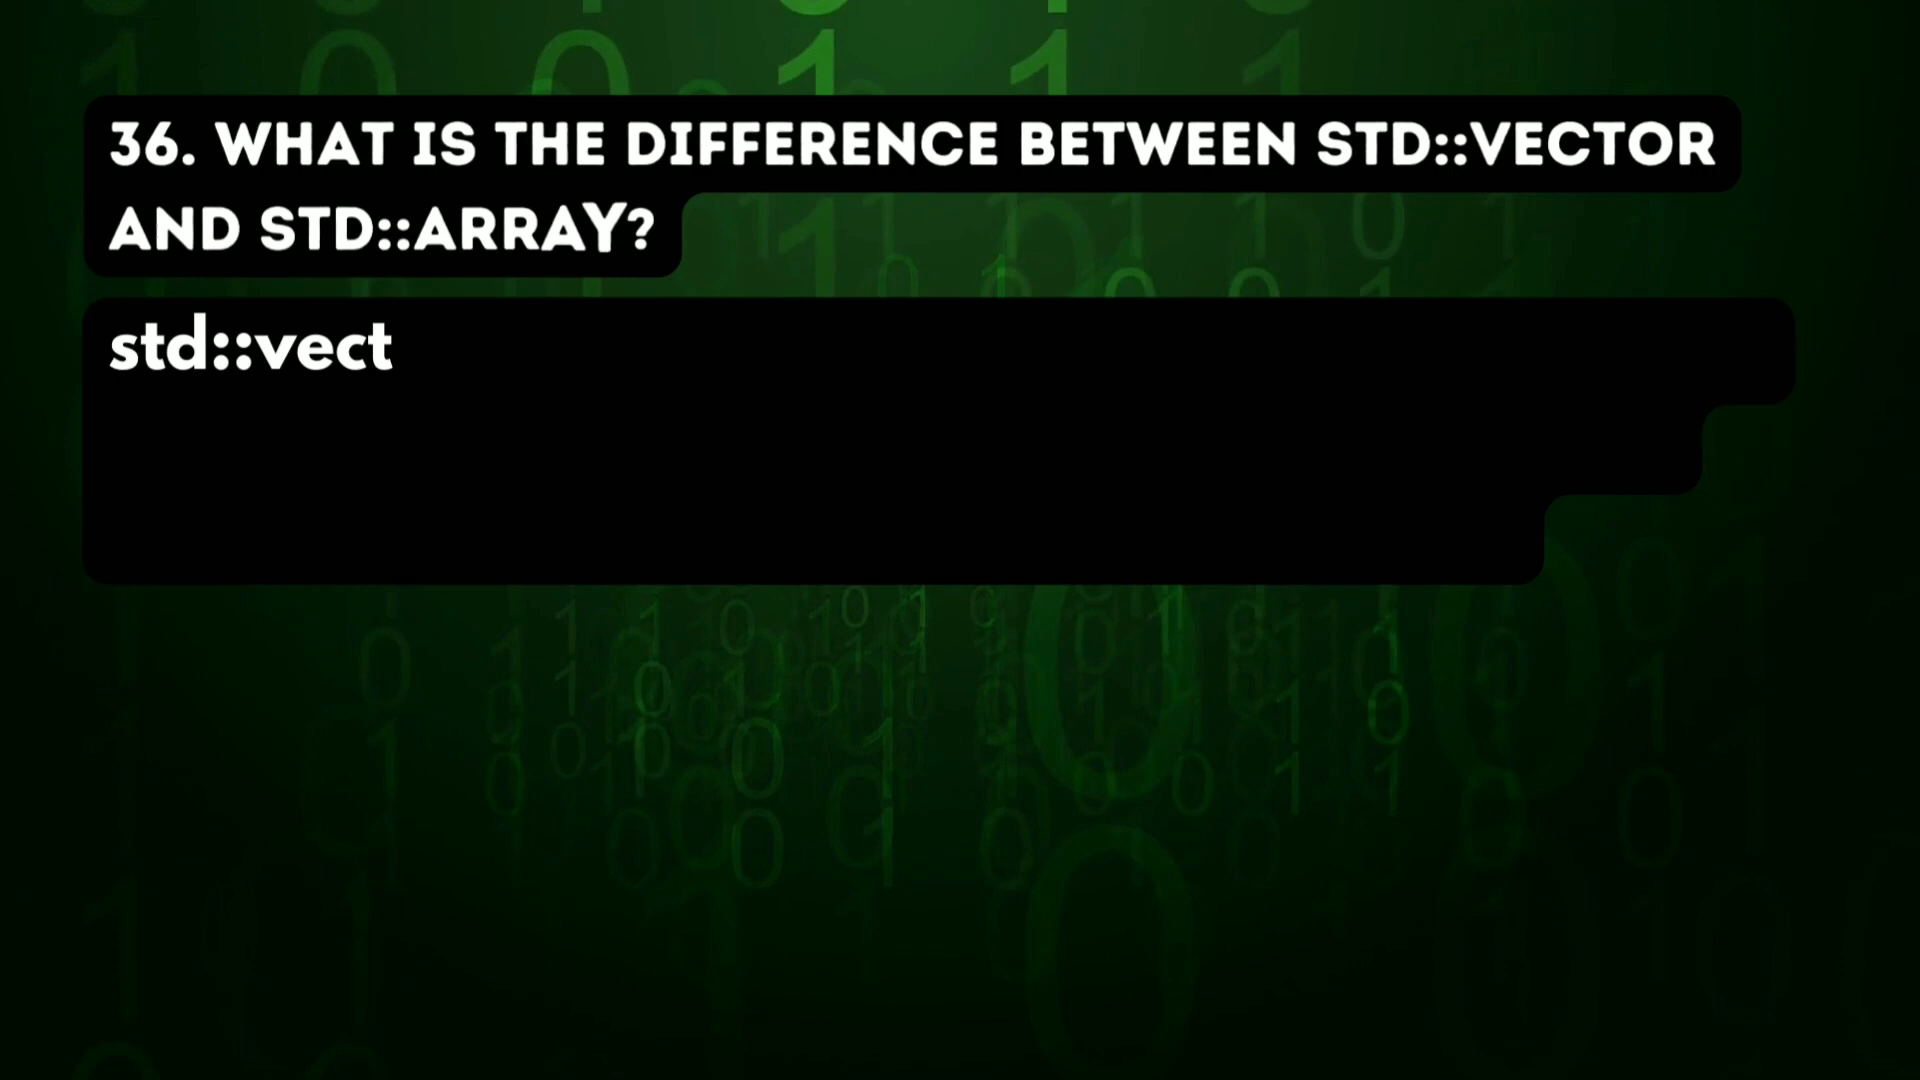 36. WHAT IS THE DIFFERENCE BETWEEN STD::VECTOR
AND STD::ARRAY?
std::vect